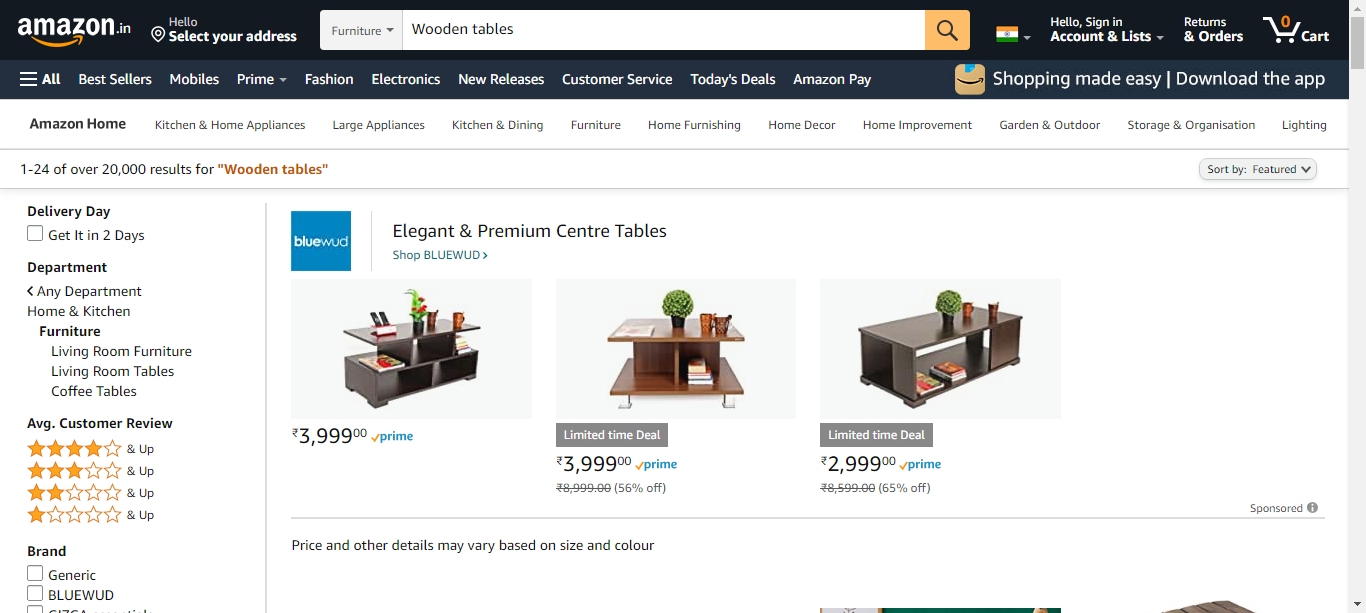 amazon.in
Hello
Select your address
Furniture
Wooden tables
Hello, Sign in
Account & Lists
Returns
& Orders
0
Cart
All
Best Sellers
Mobiles
Prime
Fashion
Electronics
New Releases
Customer Service
Today's Deals
Amazon Pay
Shopping made easy | Download the app
Amazon Home
Kitchen & Home Appliances
Large Appliances
Kitchen & Dining
Furniture
Home Furnishing
Home Decor
Home Improvement
Garden & Outdoor
Storage & Organisation
Lighting
1-24 of over 20,000 results for "Wooden tables"
Sort by: Featured
Delivery Day
Get It in 2 Days
Department
Any Department
Home & Kitchen
Furniture
Living Room Furniture
Living Room Tables
Coffee Tables
Avg. Customer Review
& Up
& Up
& Up
& Up
Brand
Generic
BLUEWUD
bluewud
Elegant & Premium Centre Tables
Shop BLUEWUD ›
₹3,99900 prime
Limited time Deal
₹3,99900 prime
₹8,999.00 (56% off)
Limited time Deal
₹2,99900 prime
₹8,599.00 (65% off)
Sponsored
Price and other details may vary based on size and colour